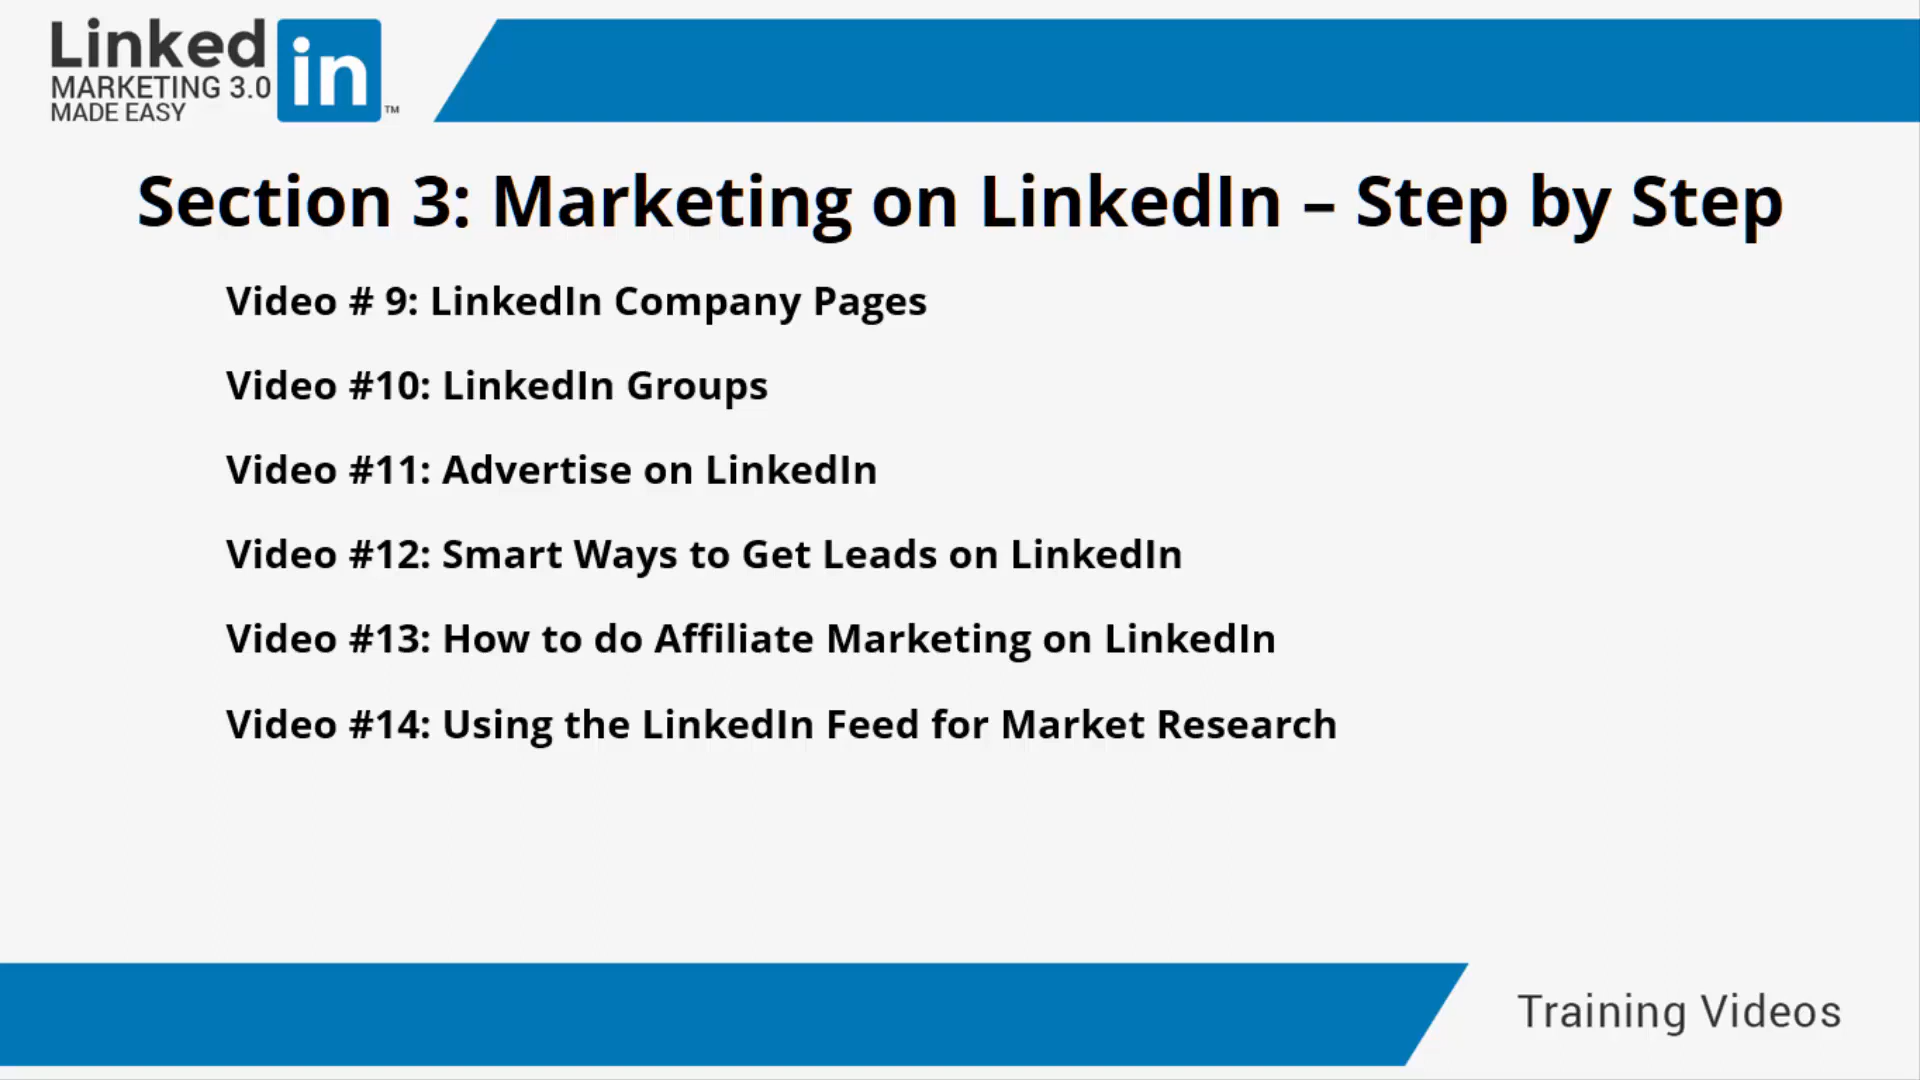 Linked in
MARKETING 3.0
MADE EASY
TM
Section 3: Marketing on LinkedIn – Step by Step
Video # 9: LinkedIn Company Pages
Video #10: LinkedIn Groups
Video #11: Advertise on LinkedIn
Video #12: Smart Ways to Get Leads on LinkedIn
Video #13: How to do Affiliate Marketing on LinkedIn
Video #14: Using the LinkedIn Feed for Market Research
Training Videos